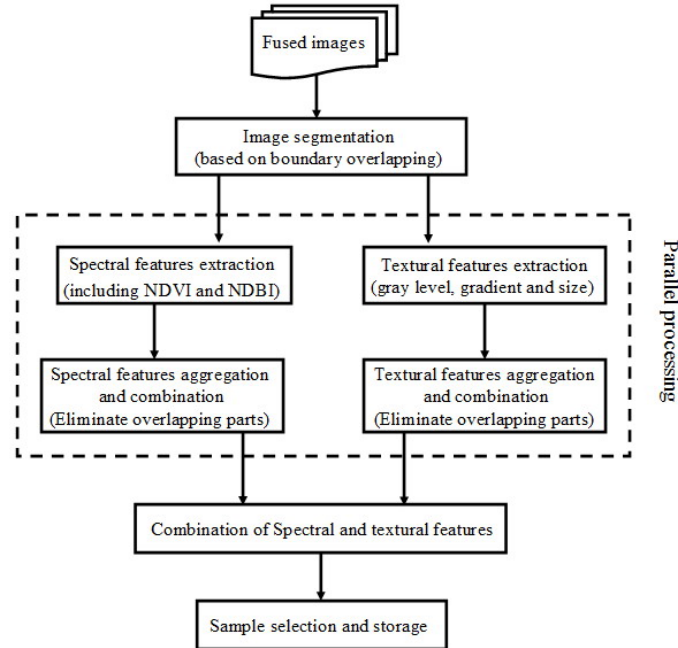 Fused images
Image segmentation
(based on boundary overlapping)
Spectral features extraction
(including NDVI and NDBI)
Textural features extraction
(gray level, gradient and size)
Spectral features aggregation
and combination
(Eliminate overlapping parts)
Textural features aggregation
and combination
(Eliminate overlapping parts)
Parallel processing
Combination of Spectral and textural features
Sample selection and storage